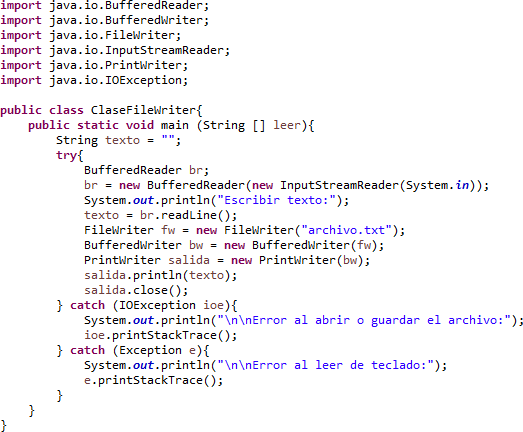 import java.io.BufferedReader;
import java.io.BufferedWriter;
import java.io.FileWriter;
import java.io.InputStreamReader;
import java.io.PrintWriter;
import java.io.IOException;

public class ClaseFileWriter{
    public static void main (String [] leer){
        String texto = "";
        try{
            BufferedReader br;
            br = new BufferedReader(new InputStreamReader(System.in));
            System.out.println("Escribir texto:");
            texto = br.readLine();
            FileWriter fw = new FileWriter("archivo.txt");
            BufferedWriter bw = new BufferedWriter(fw);
            PrintWriter salida = new PrintWriter(bw);
            salida.println(texto);
            salida.close();
        } catch (IOException ioe){
            System.out.println("\n\nError al abrir o guardar el archivo:");
            ioe.printStackTrace();
        } catch (Exception e){
            System.out.println("\n\nError al leer de teclado:");
            e.printStackTrace();
        }
    }
}